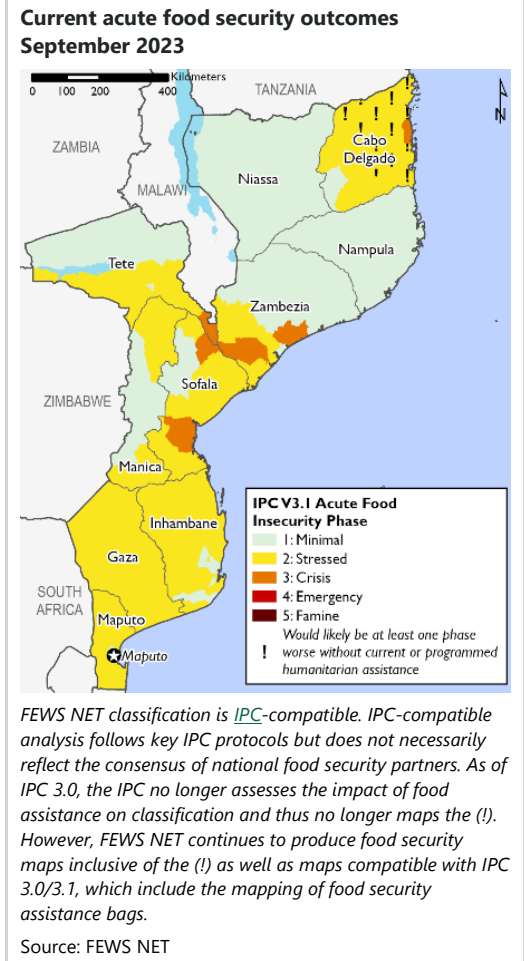 Current acute food security outcomes
September 2023
Kilometers
0 100 200 400
N
TANZANIA
ZAMBIA
MALAWI
Cabo
Delgado
Niassa
Nampula
Tete
Zambezia
Sofala
ZIMBABWE
Manica
Inhambane
Gaza
SOUTH
AFRICA
Maputo
Maputo
IPC V3.1 Acute Food
Insecurity Phase
1: Minimal
2: Stressed
3: Crisis
4: Emergency
5: Famine
Would likely be at least one phase
! worse without current or programmed
humanitarian assistance
FEWS NET classification is IPC-compatible. IPC-compatible
analysis follows key IPC protocols but does not necessarily
reflect the consensus of national food security partners. As of
IPC 3.0, the IPC no longer assesses the impact of food
assistance on classification and thus no longer maps the (!).
However, FEWS NET continues to produce food security
maps inclusive of the (!) as well as maps compatible with IPC
3.0/3.1, which include the mapping of food security
assistance bags.
Source: FEWS NET